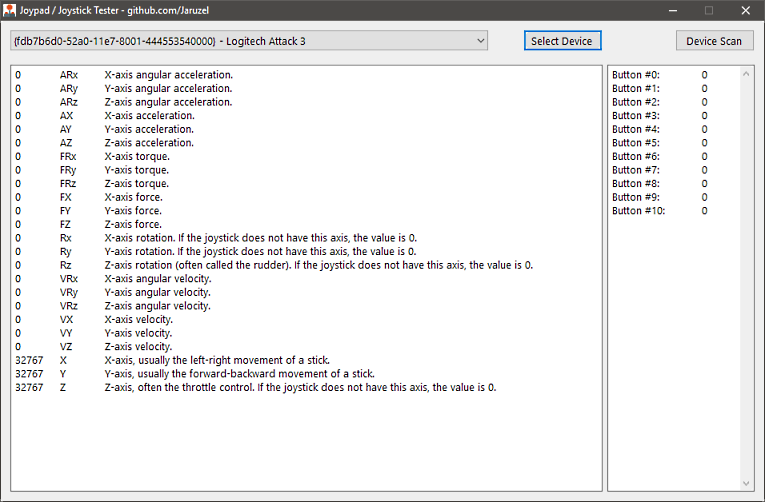 Joypad / Joystick Tester - github.com/Jaruzel
{fdb7b6d0-52a0-11e7-8001-444553540000} - Logitech Attack 3
Select Device
Device Scan
0 ARx X-axis angular acceleration.
0 ARy Y-axis angular acceleration.
0 ARz Z-axis angular acceleration.
0 AX X-axis acceleration.
0 AY Y-axis acceleration.
0 AZ Z-axis acceleration.
0 FRx X-axis torque.
0 FRy Y-axis torque.
0 FRz Z-axis torque.
0 FX X-axis force.
0 FY Y-axis force.
0 FZ Z-axis force.
0 Rx X-axis rotation. If the joystick does not have this axis, the value is 0.
0 Ry Y-axis rotation. If the joystick does not have this axis, the value is 0.
0 Rz Z-axis rotation (often called the rudder). If the joystick does not have this axis, the value is 0.
0 VRx X-axis angular velocity.
0 VRy Y-axis angular velocity.
0 VRz Z-axis angular velocity.
0 VX X-axis velocity.
0 VY Y-axis velocity.
0 VZ Z-axis velocity.
32767 X X-axis, usually the left-right movement of a stick.
32767 Y Y-axis, usually the forward-backward movement of a stick.
32767 Z Z-axis, often the throttle control. If the joystick does not have this axis, the value is 0.
Button #0: 0
Button #1: 0
Button #2: 0
Button #3: 0
Button #4: 0
Button #5: 0
Button #6: 0
Button #7: 0
Button #8: 0
Button #9: 0
Button #10: 0